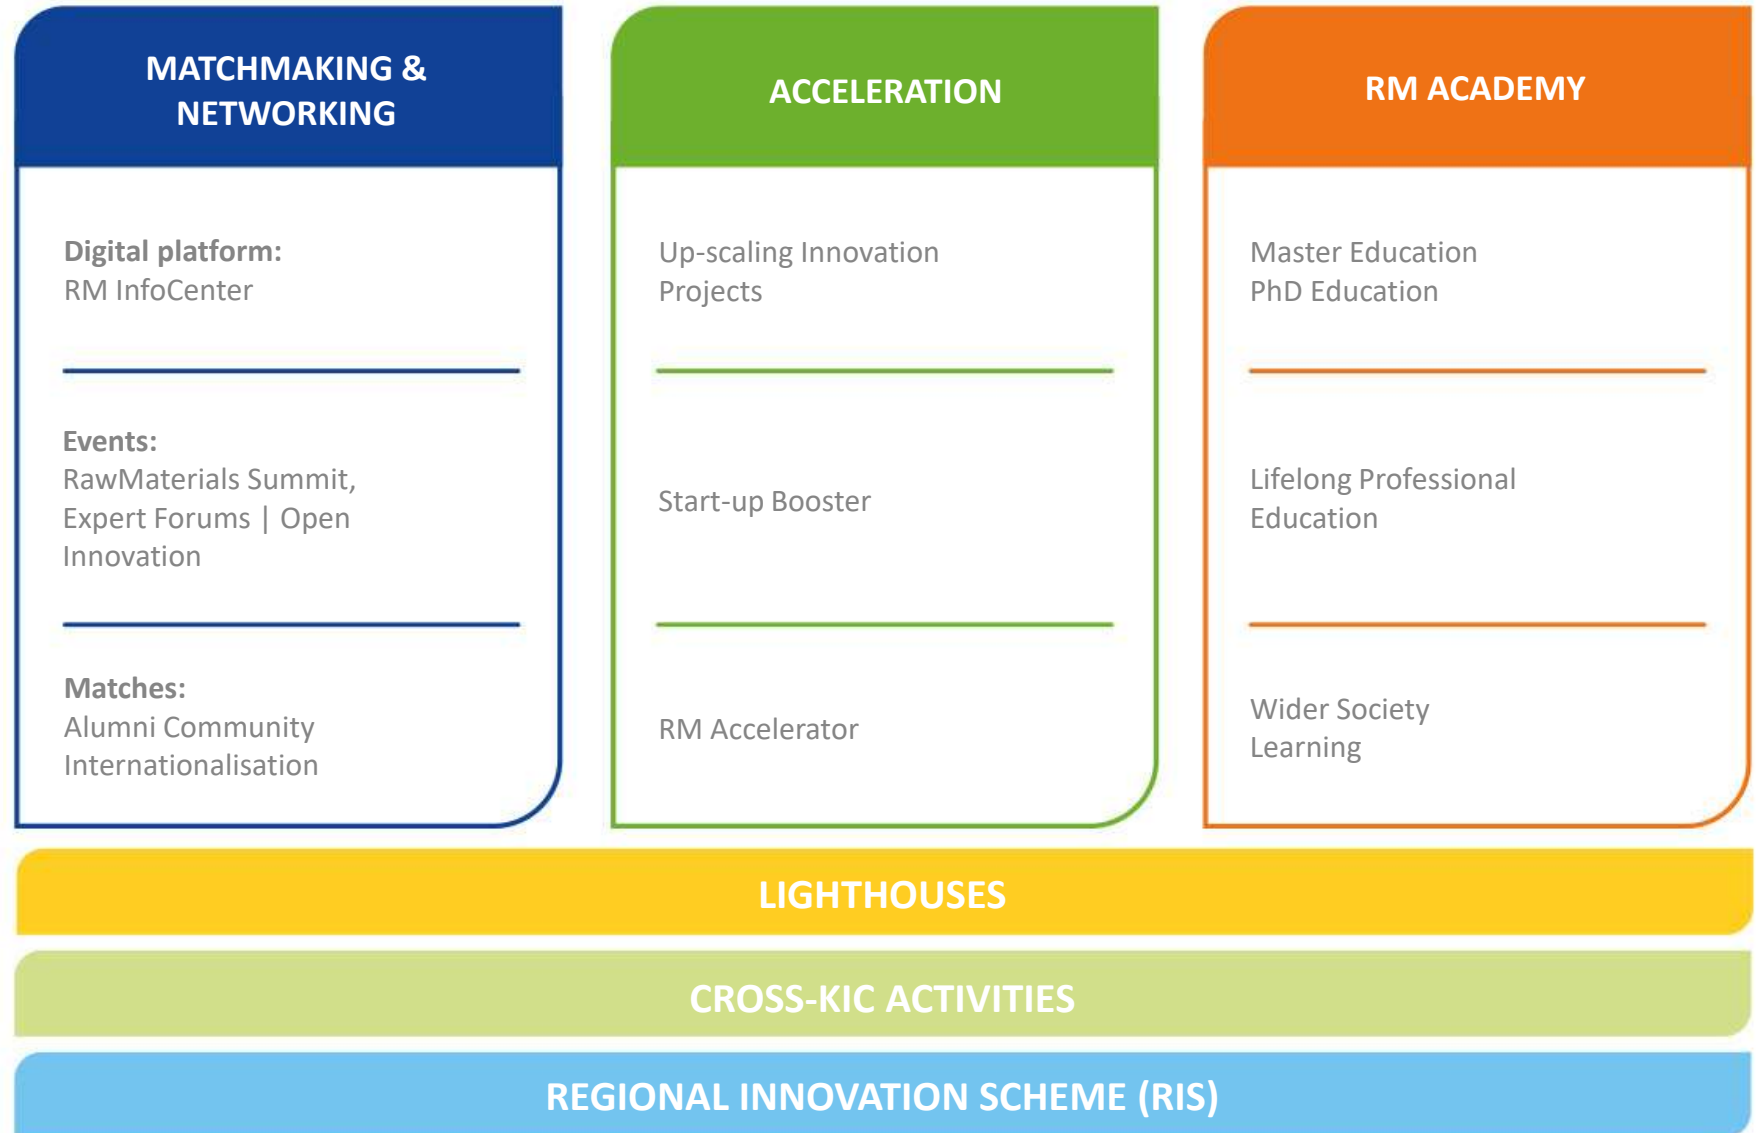 MATCHMAKING &
NETWORKING
Digital platform:
RM InfoCenter
Events:
RawMaterials Summit,
Expert Forums | Open
Innovation
Matches:
Alumni Community
Internationalisation
ACCELERATION
Up-scaling Innovation
Projects
Start-up Booster
RM Accelerator
RM ACADEMY
Master Education
PhD Education
Lifelong Professional
Education
Wider Society
Learning
LIGHTHOUSES
CROSS-KIC ACTIVITIES
REGIONAL INNOVATION SCHEME (RIS)